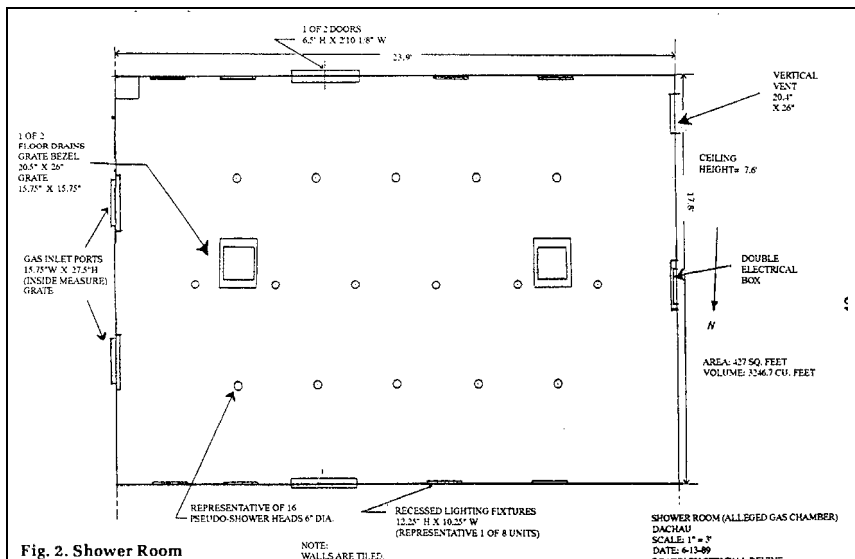 1 OF 2 DOORS
6.5' H X 2'10-1/8" W
23.9'
VERTICAL
VENT
20.4"
X 26"
1 OF 2
FLOOR DRAINS
GRATE BEZEL
20.5" X 26"
GRATE
15.75" X 15.75"
CEILING
HEIGHT= 7.6'
17.8'
GAS INLET PORTS
15.75"W X 27.5"H
(INSIDE MEASURE)
GRATE
DOUBLE
ELECTRICAL
BOX
N
AREA: 427 SQ. FEET
VOLUME: 3246.7 CU. FEET
REPRESENTATIVE OF 16
PSEUDO-SHOWER HEADS 6" DIA.
RECESSED LIGHTING FIXTURES
12.25" H X 10.25" W
(REPRESENTATIVE 1 OF 8 UNITS)
SHOWER ROOM (ALLEGED GAS CHAMBER)
DACHAU
SCALE: 1" = 3'
DATE: 6-13-89
Fig. 2. Shower Room
NOTE:
WALLS ARE TILED.